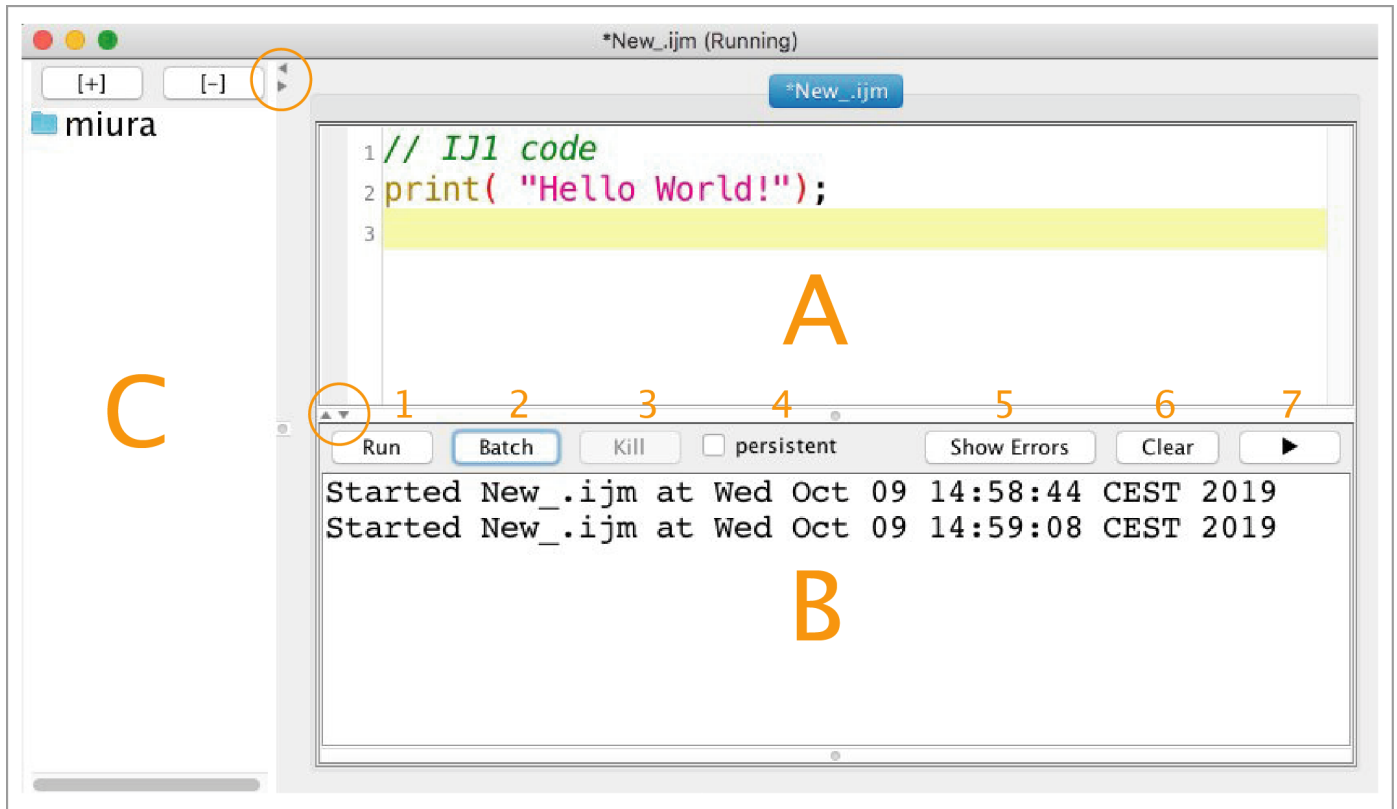 *New_.ijm (Running)
[+] [-]
miura
*New_.ijm
1 // IJ1 code
2 print( "Hello World!");
3
A
C
1 2 3 4 5 6 7
Run Batch Kill persistent Show Errors Clear
Started New_.ijm at Wed Oct 09 14:58:44 CEST 2019
Started New_.ijm at Wed Oct 09 14:59:08 CEST 2019
B